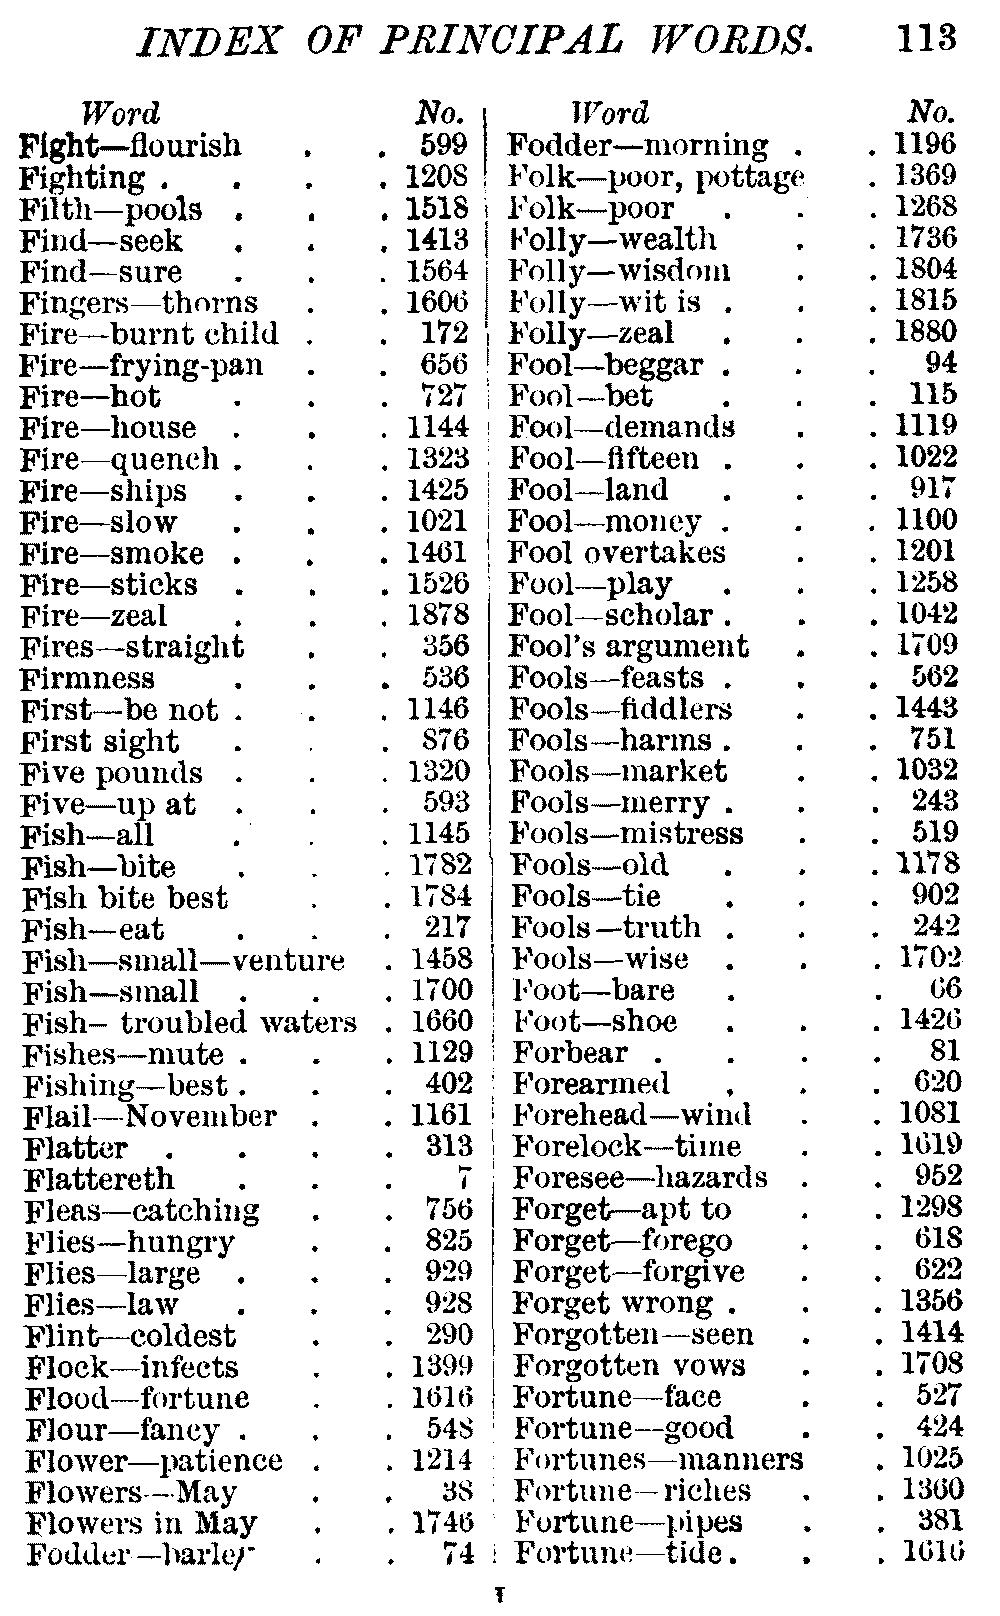 INDEX OF PRINCIPAL WORDS. 113
Word No.
Fight—flourish . . 599
Fighting . . . . 1208
Filth—pools . . . 1518
Find—seek . . . 1413
Find—sure . . . 1564
Fingers—thorns . . 1606
Fire—burnt child . . 172
Fire—frying-pan . . 656
Fire—hot . . . 727
Fire—house . . . 1144
Fire—quench . . . 1323
Fire—ships . . . 1425
Fire—slow . . . 1021
Fire—smoke . . . 1461
Fire—sticks . . . 1526
Fire—zeal . . . 1878
Fires—straight . . 356
Firmness . . . 536
First—be not . . . 1146
First sight . . . 876
Five pounds . . . 1320
Five—up at . . . 593
Fish—all . . . 1145
Fish—bite . . . 1782
Fish bite best . . 1784
Fish—eat . . . 217
Fish—small—venture . 1458
Fish—small . . . 1700
Fish—troubled waters . 1660
Fishes—mute . . . 1129
Fishing—best . . . 402
Flail—November . . 1161
Flatter . . . . 313
Flattereth . . . 7
Fleas—catching . . 756
Flies—hungry . . 825
Flies—large . . . 929
Flies—law . . . 928
Flint—coldest . . 290
Flock—infects . . 1399
Flood—fortune . . 1616
Flour—fancy . . . 548
Flower—patience . . 1214
Flowers—May . . 38
Flowers in May . . 1746
Fodder—barley . . 74
Word No.
Fodder—morning . . 1196
Folk—poor, pottage . 1369
Folk—poor . . . 1268
Folly—wealth . . 1736
Folly—wisdom . . 1804
Folly—wit is . . . 1815
Folly—zeal . . . 1880
Fool—beggar . . . 94
Fool—bet . . . 115
Fool—demands . . 1119
Fool—fifteen . . . 1022
Fool—land . . . 917
Fool—money . . . 1100
Fool overtakes . . 1201
Fool—play . . . 1258
Fool—scholar . . . 1042
Fool's argument . . 1709
Fools—feasts . . . 562
Fools—fiddlers . . 1443
Fools—harms . . . 751
Fools—market . . 1032
Fools—merry . . . 243
Fools—mistress . . 519
Fools—old . . . 1178
Fools—tie . . . 902
Fools—truth . . . 242
Fools—wise . . . 1702
Foot—bare . . 66
Foot—shoe . . . 1426
Forbear . . . . 81
Forearmed . . . 620
Forehead—wind . . 1081
Forelock—time . . 1619
Foresee—hazards . . 952
Forget—apt to . . 1298
Forget—forego . . 618
Forget—forgive . . 622
Forget wrong . . . 1356
Forgotten—seen . . 1414
Forgotten vows . . 1708
Fortune—face . . 527
Fortune—good . . 424
Fortunes—manners . 1025
Fortune—riches . . 1360
Fortune—pipes . . 381
Fortune—tide . . . 1616
I